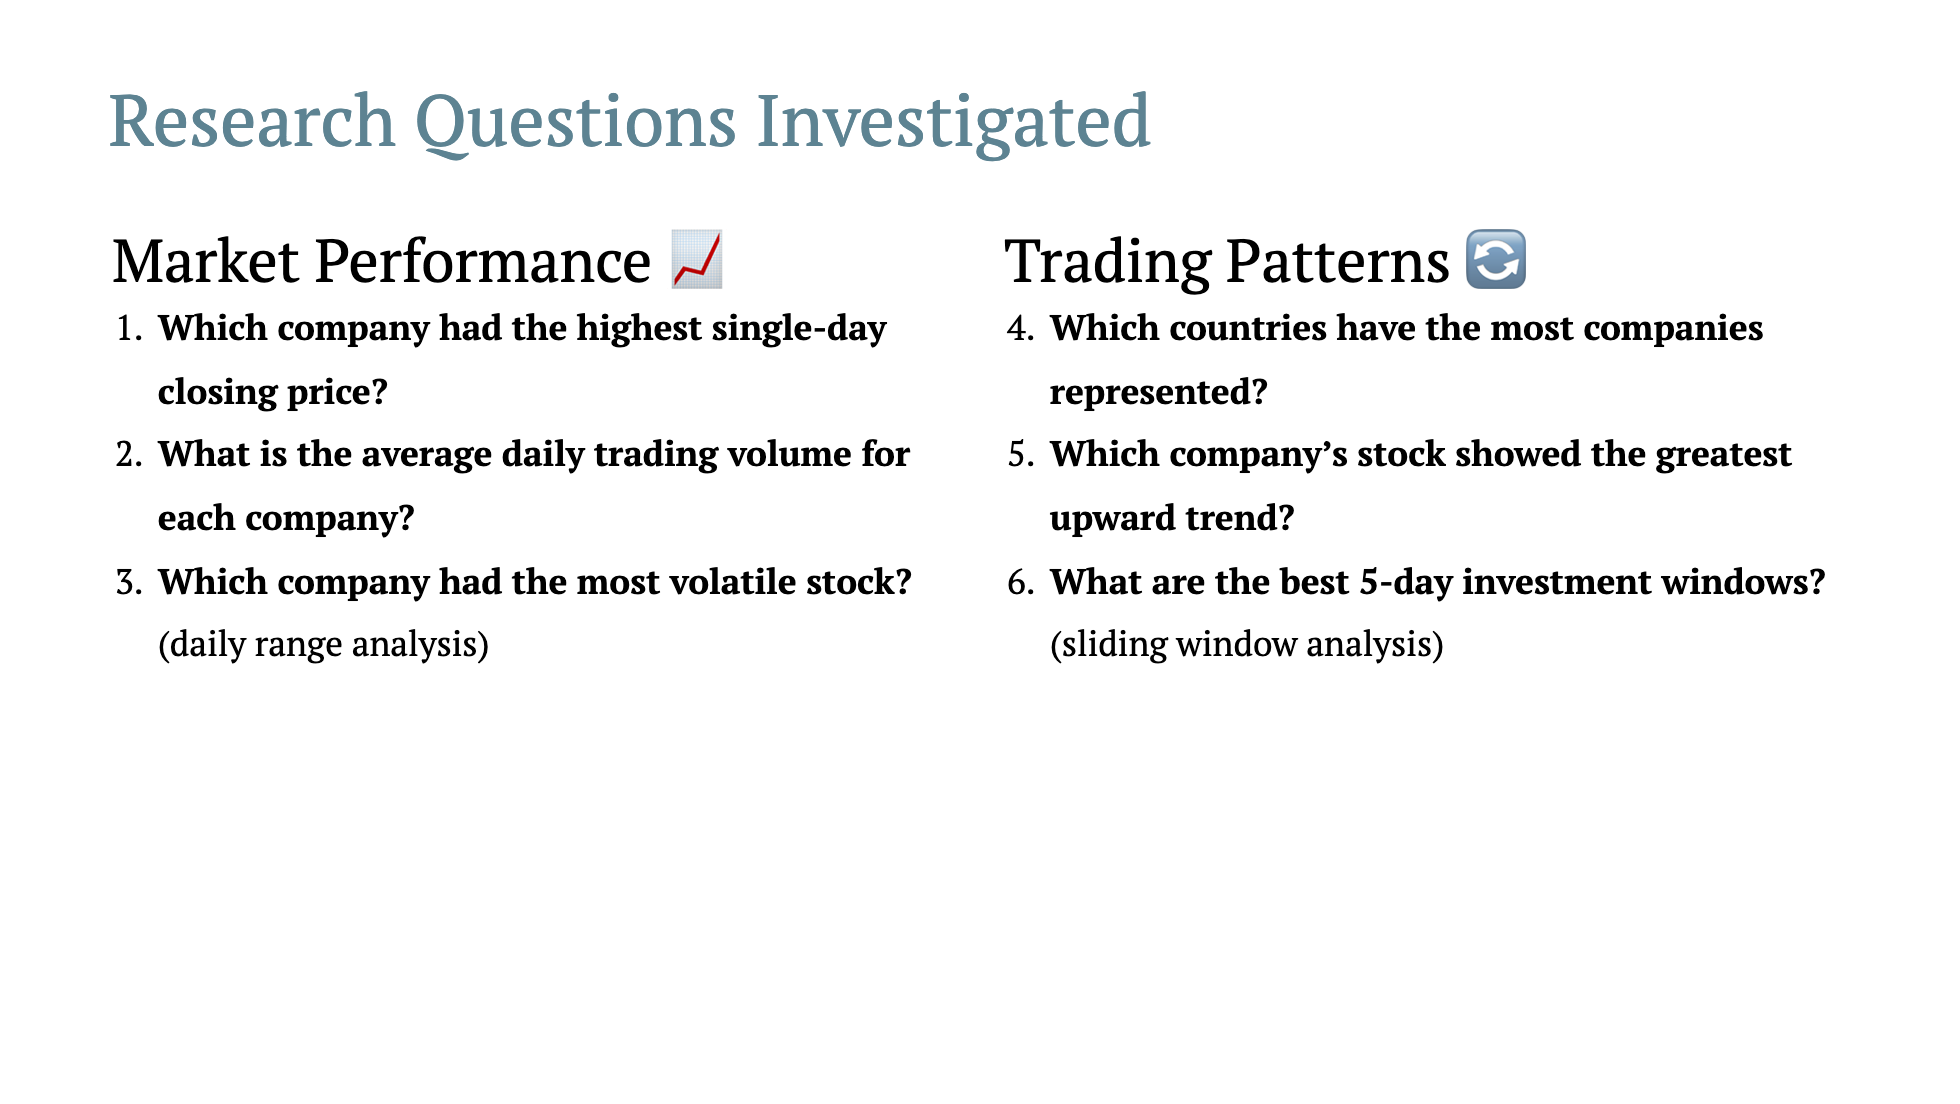 Research Questions Investigated
Market Performance 📈
1. Which company had the highest single-day
closing price?
2. What is the average daily trading volume for
each company?
3. Which company had the most volatile stock?
(daily range analysis)
Trading Patterns 🔄
4. Which countries have the most companies
represented?
5. Which company’s stock showed the greatest
upward trend?
6. What are the best 5-day investment windows?
(sliding window analysis)